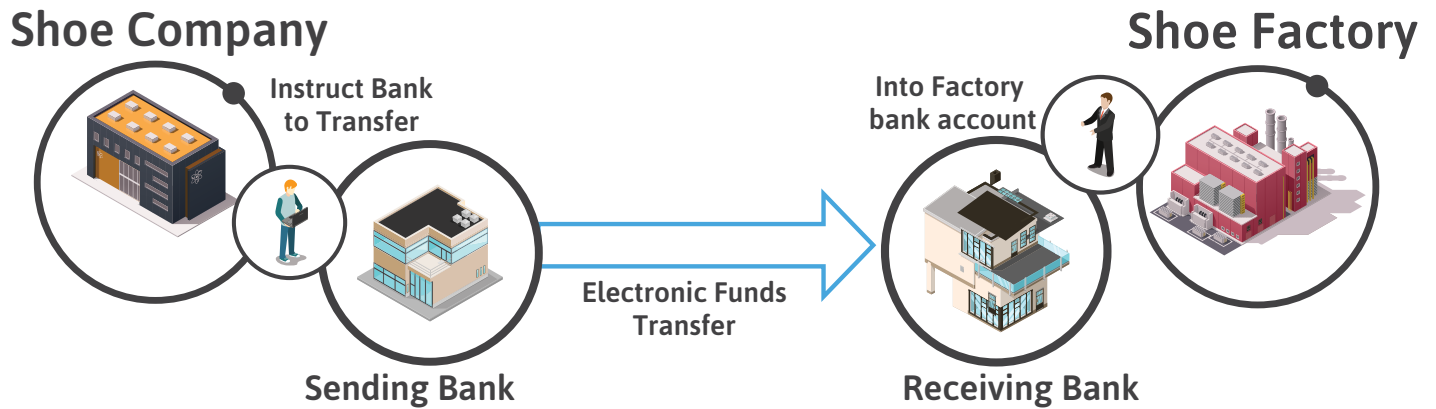 Shoe Company
Shoe Factory
Instruct Bank
to Transfer
Into Factory
bank account
Electronic Funds
Transfer
Sending Bank
Receiving Bank